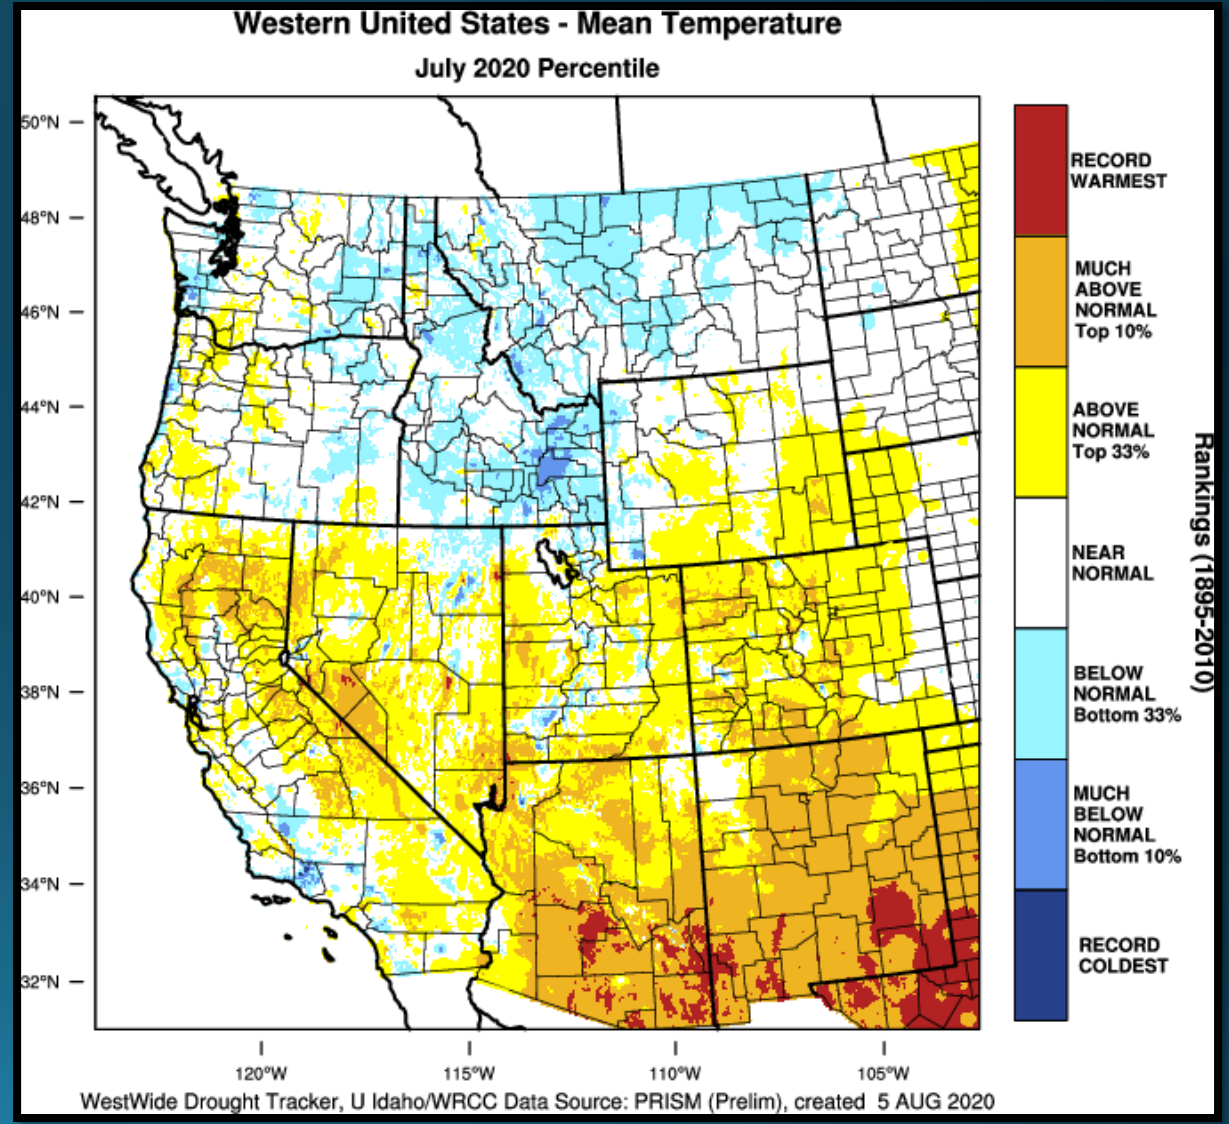 Western United States - Mean Temperature
July 2020 Percentile
50°N
48°N
46°N
44°N
42°N
40°N
38°N
36°N
34°N
32°N
120°W
115°W
110°W
105°W
RECORD
WARMEST
MUCH
ABOVE
NORMAL
Top 10%
ABOVE
NORMAL
Top 33%
NEAR
NORMAL
BELOW
NORMAL
Bottom 33%
MUCH
BELOW
NORMAL
Bottom 10%
RECORD
COLDEST
Rankings (1895-2010)
WestWide Drought Tracker, U Idaho/WRCC Data Source: PRISM (Prelim), created 5 AUG 2020